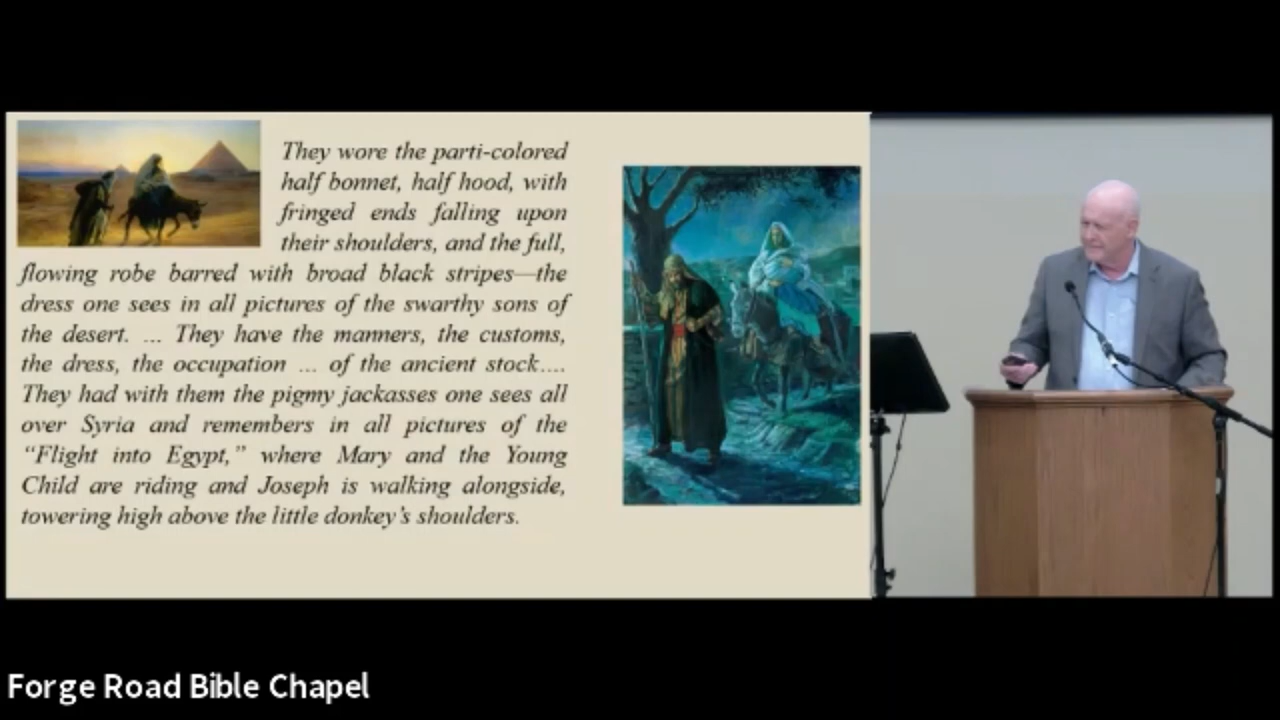 They wore the parti-colored
half bonnet, half hood, with
fringed ends falling upon
their shoulders, and the full,
flowing robe barred with broad black stripes—the
dress one sees in all pictures of the swarthy sons of
the desert. ... They have the manners, the customs,
the dress, the occupation ... of the ancient stock....
They had with them the pigmy jackasses one sees all
over Syria and remembers in all pictures of the
“Flight into Egypt,” where Mary and the Young
Child are riding and Joseph is walking alongside,
towering high above the little donkey’s shoulders.
Forge Road Bible Chapel